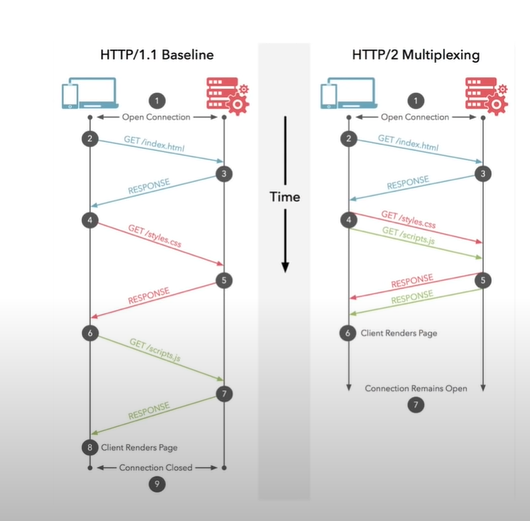 HTTP/1.1 Baseline
1
Open Connection
2
GET /index.html
3
RESPONSE
4
GET /styles.css
5
RESPONSE
6
GET /scripts.js
7
RESPONSE
8 Client Renders Page
Connection Closed
9
Time
HTTP/2 Multiplexing
1
Open Connection
2
GET /index.html
3
RESPONSE
4
GET /styles.css
GET /scripts.js
5
RESPONSE
RESPONSE
6 Client Renders Page
Connection Remains Open
7